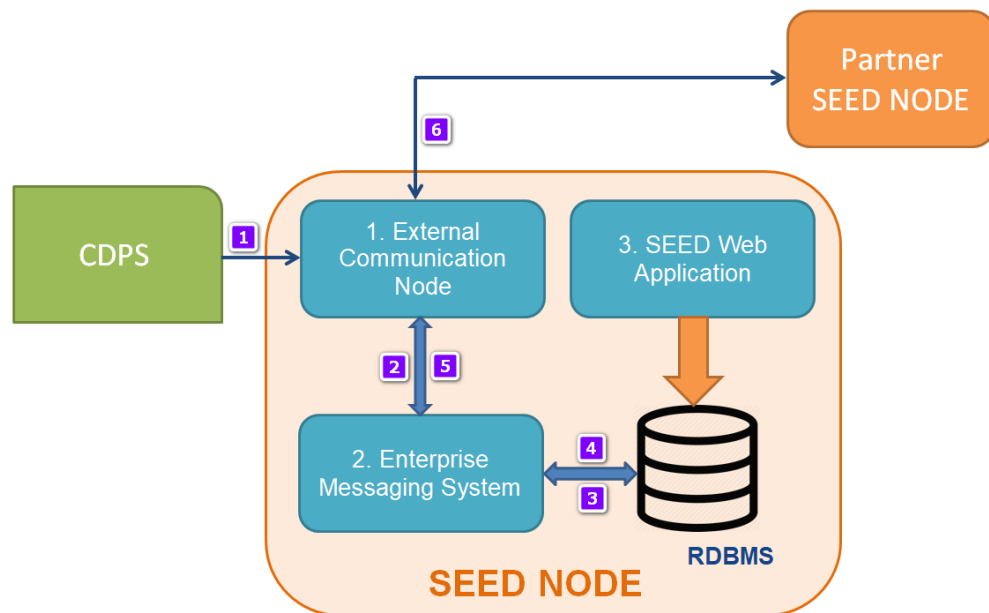 Partner
SEED NODE
6
CDPS
1
1. External
Communication
Node
3. SEED Web
Application
2
5
2. Enterprise
Messaging System
4
3
RDBMS
SEED NODE